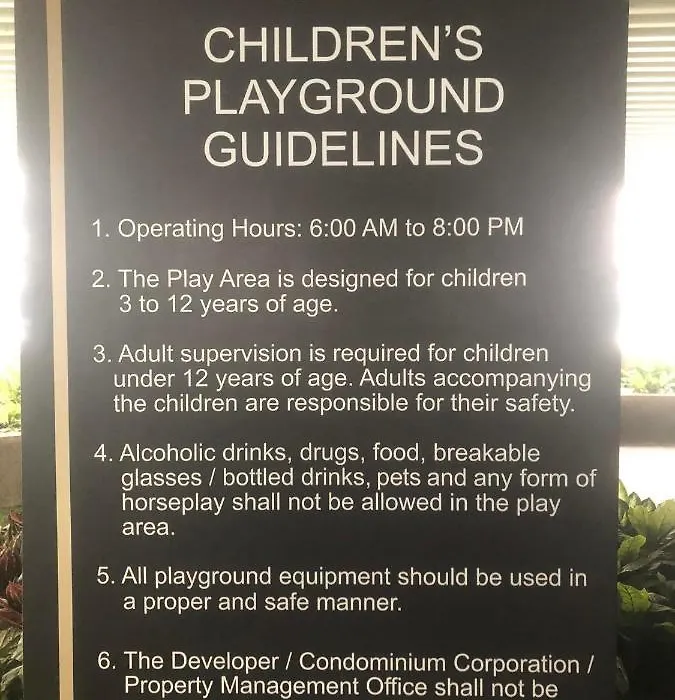 CHILDREN'S
PLAYGROUND
GUIDELINES
1. Operating Hours: 6:00 AM to 8:00 PM
2. The Play Area is designed for children
3 to 12 years of age.
3. Adult supervision is required for children
under 12 years of age. Adults accompanying
the children are responsible for their safety.
4. Alcoholic drinks, drugs, food, breakable
glasses / bottled drinks, pets and any form of
horseplay shall not be allowed in the play
area.
5. All playground equipment should be used in
a proper and safe manner.
6. The Developer / Condominium Corporation /
Property Management Office shall not be